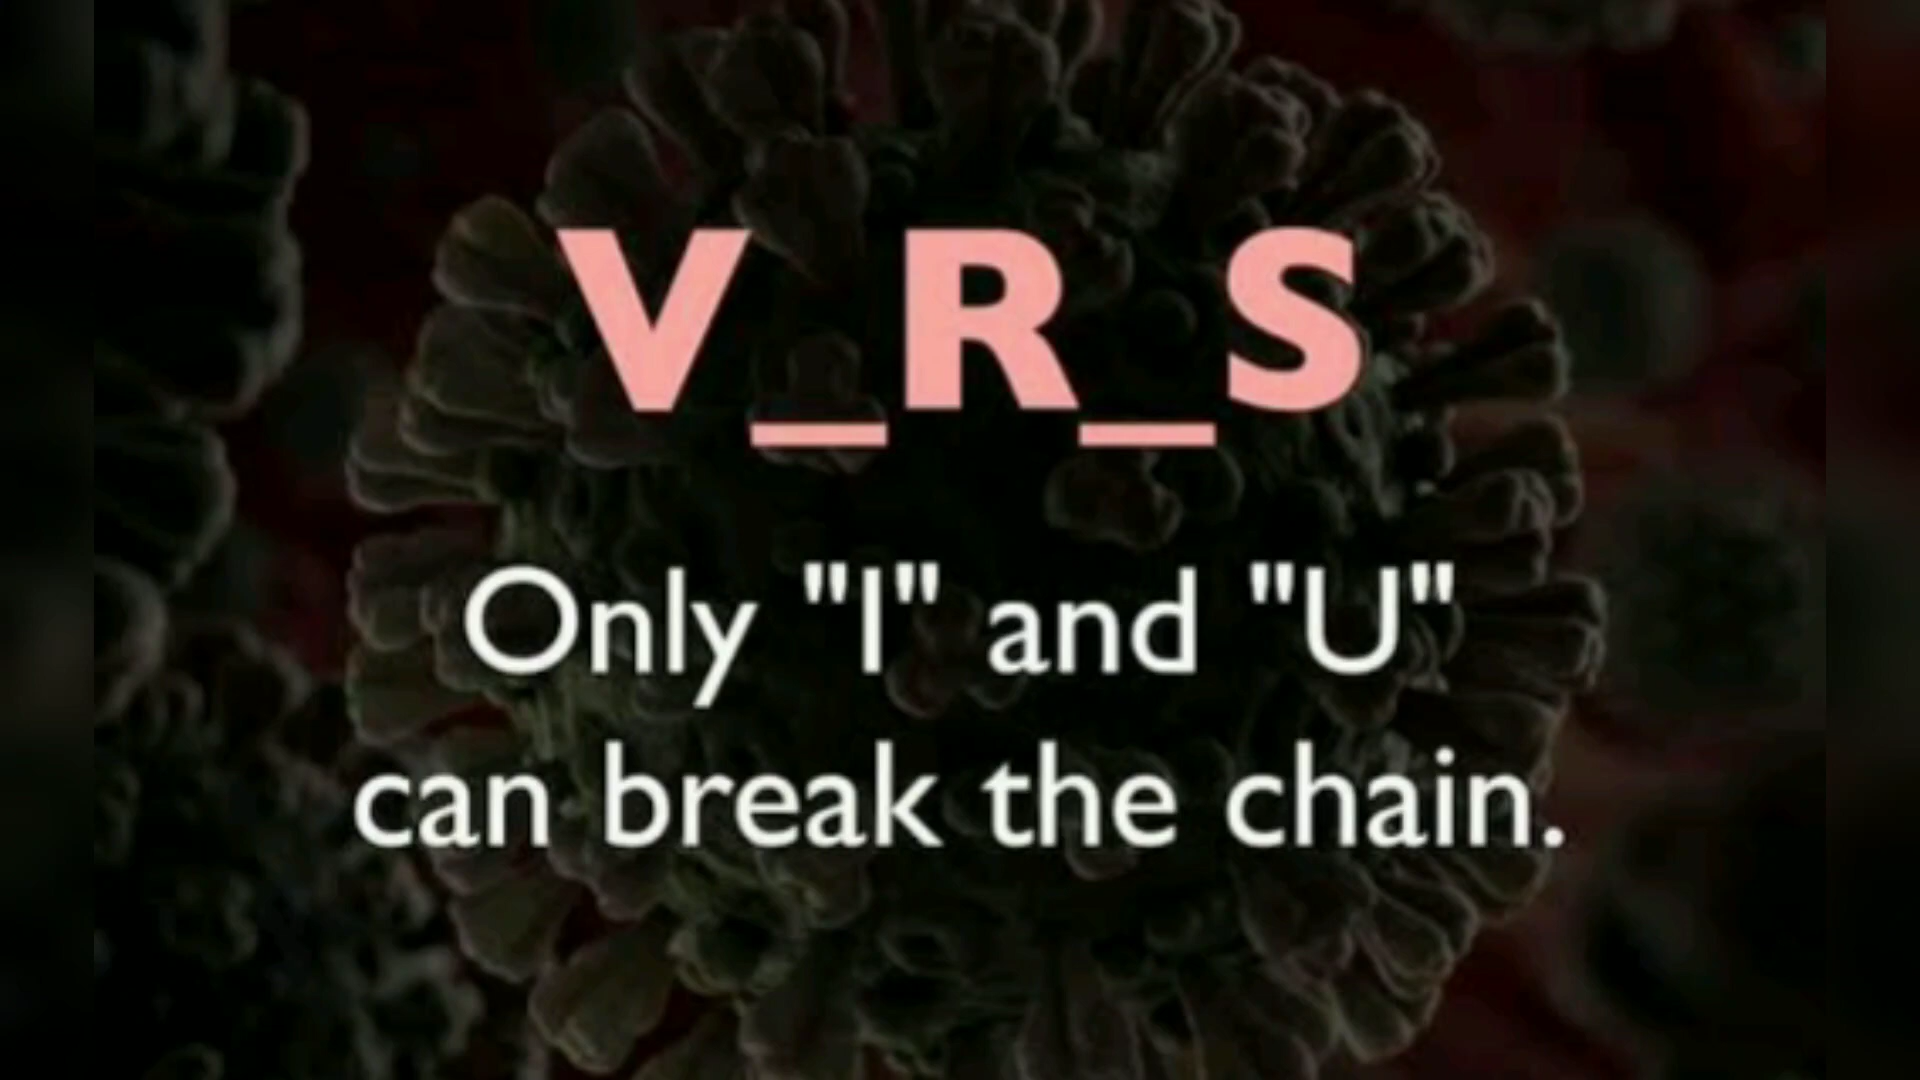 V_R_S
Only "I" and "U"
can break the chain.